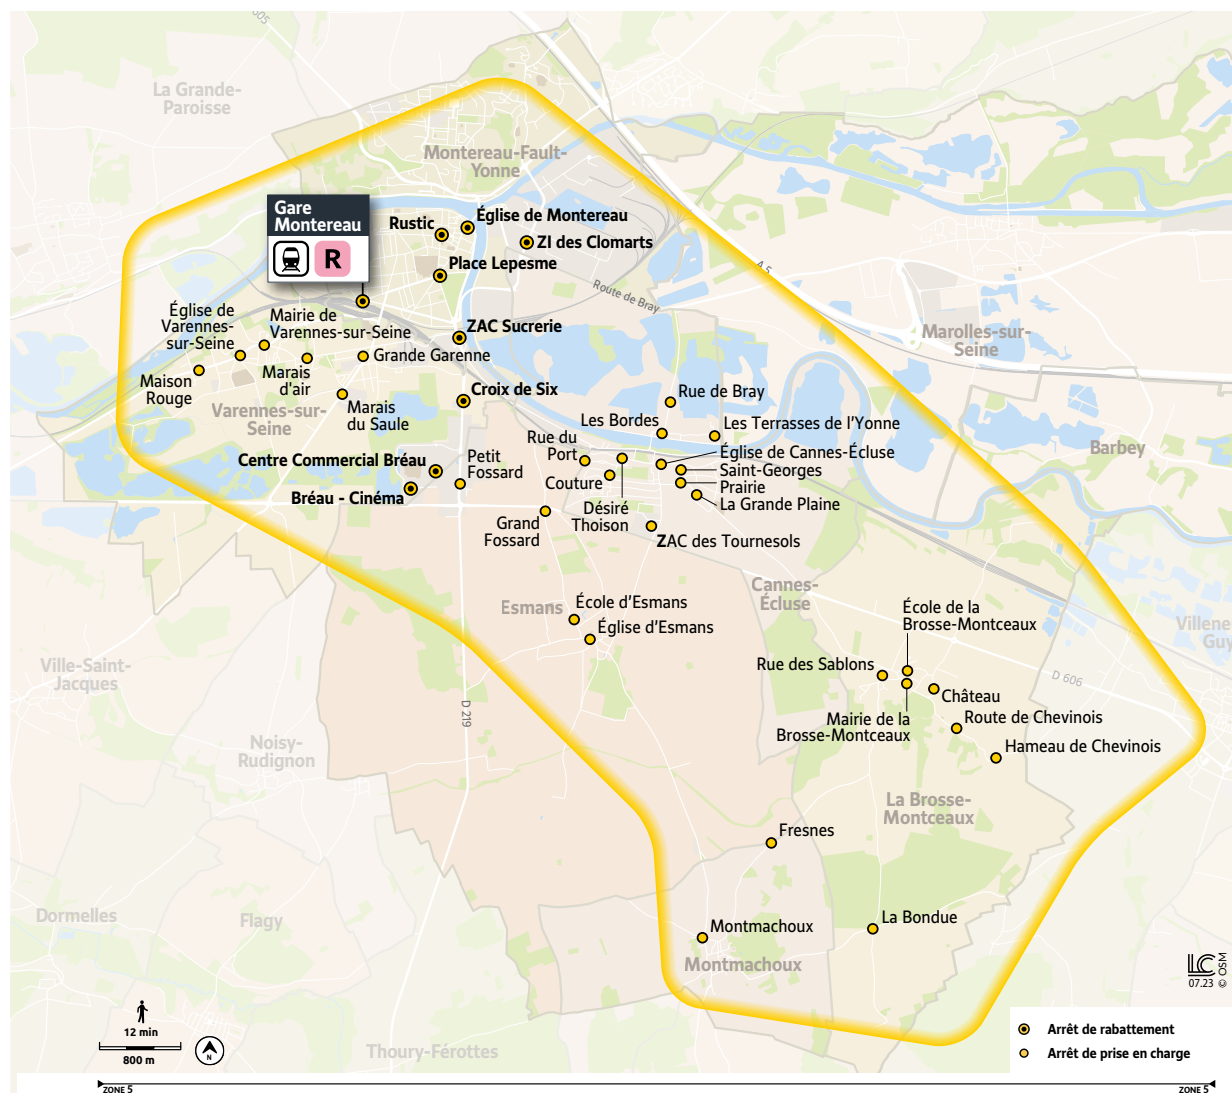 605
La Grande-
Paroisse
Montereau-Fault-
Yonne
Gare
Montereau
R
Rustic
Église de Montereau
ZI des Clomarts
Place Lepesme
A 5
Route de Bray
Église de
Varennes-
sur-Seine
Mairie de
Varennes-sur-Seine
ZAC Sucrerie
Marolles-sur-
Seine
Grande Garenne
Maison
Rouge
Marais
d'air
Croix de Six
Rue de Bray
Varennes-sur-
Seine
Marais
du Saule
Les Bordes
Les Terrasses de l'Yonne
Barbey
Rue du
Port
Église de Cannes-Écluse
Centre Commercial Bréau
Petit
Fossard
Saint-Georges
Couture
Prairie
Bréau - Cinéma
La Grande Plaine
Désiré
Thoison
Grand
Fossard
ZAC des Tournesols
Cannes-
Écluse
Esmans
École d'Esmans
École de la
Brosse-Montceaux
Église d'Esmans
Villene
Guy
Ville-Saint-
Jacques
Rue des Sablons
D 606
Château
D 219
Mairie de la
Brosse-Montceaux
Route de Chevinois
Noisy-
Rudignon
Hameau de Chevinois
La Brosse-
Montceaux
Fresnes
Dormelles
Flagy
La Bondue
Montmachoux
Montmachoux
LC
07.23
© OSM
12 min
800 m
N
Thoury-Férottes
Arrêt de rabattement
Arrêt de prise en charge
ZONE 5
ZONE 5